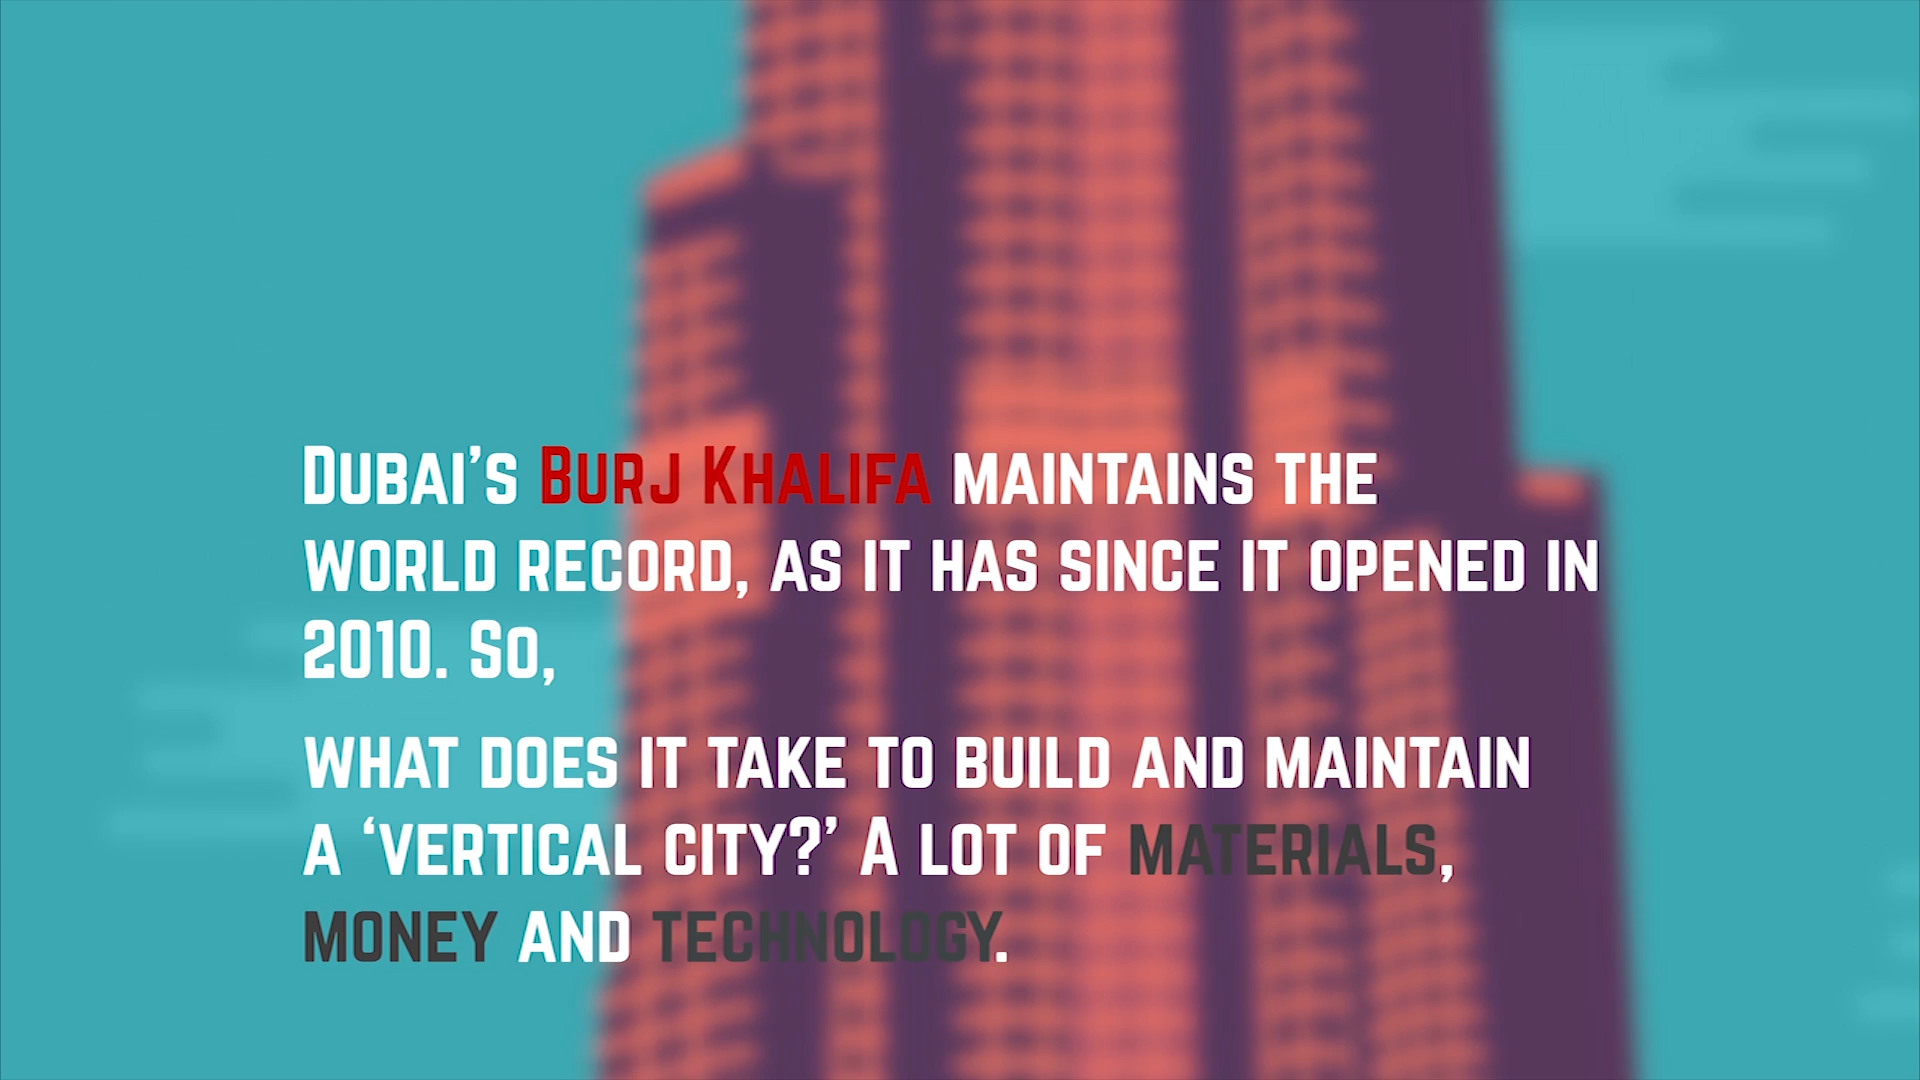 Dubai’s Burj Khalifa maintains the
world record, as it has since it opened in
2010. So,
what does it take to build and maintain
a ‘vertical city?’ A lot of materials,
money and technology.